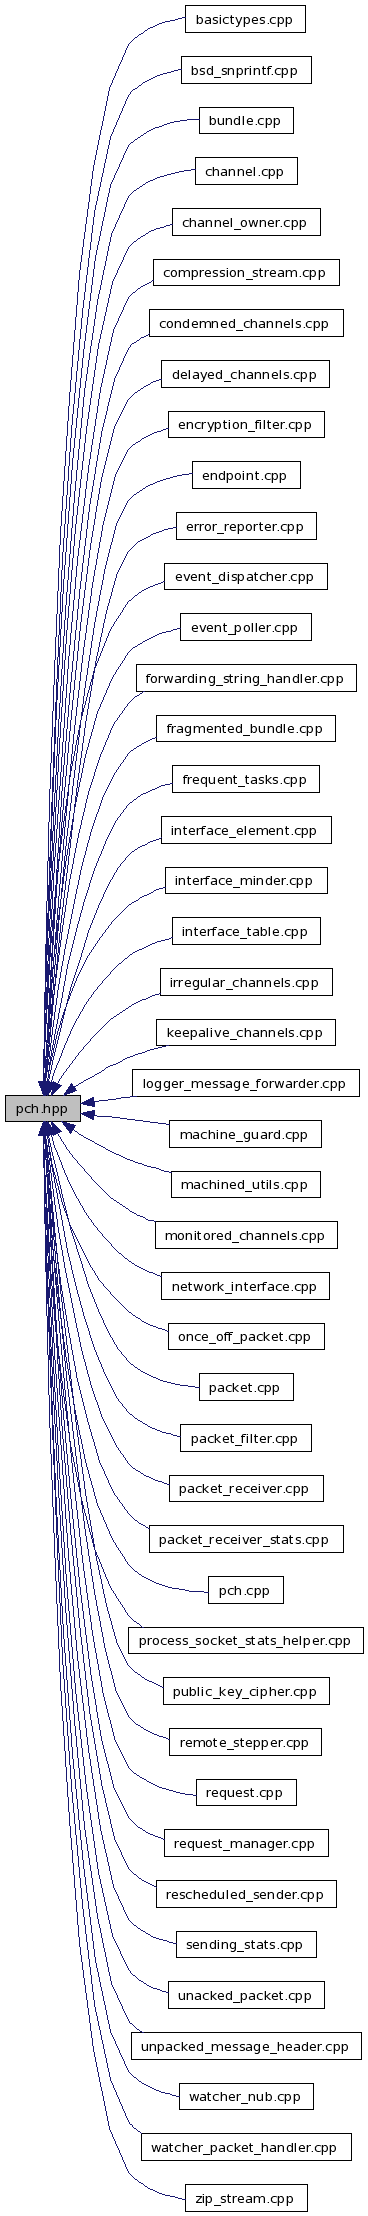 basictypes.cpp
bsd_snprintf.cpp
bundle.cpp
channel.cpp
channel_owner.cpp
compression_stream.cpp
condemned_channels.cpp
delayed_channels.cpp
encryption_filter.cpp
endpoint.cpp
error_reporter.cpp
event_dispatcher.cpp
event_poller.cpp
forwarding_string_handler.cpp
fragmented_bundle.cpp
frequent_tasks.cpp
interface_element.cpp
interface_minder.cpp
interface_table.cpp
irregular_channels.cpp
keepalive_channels.cpp
logger_message_forwarder.cpp
pch.hpp
machine_guard.cpp
machined_utils.cpp
monitored_channels.cpp
network_interface.cpp
once_off_packet.cpp
packet.cpp
packet_filter.cpp
packet_receiver.cpp
packet_receiver_stats.cpp
pch.cpp
process_socket_stats_helper.cpp
public_key_cipher.cpp
remote_stepper.cpp
request.cpp
request_manager.cpp
rescheduled_sender.cpp
sending_stats.cpp
unacked_packet.cpp
unpacked_message_header.cpp
watcher_nub.cpp
watcher_packet_handler.cpp
zip_stream.cpp